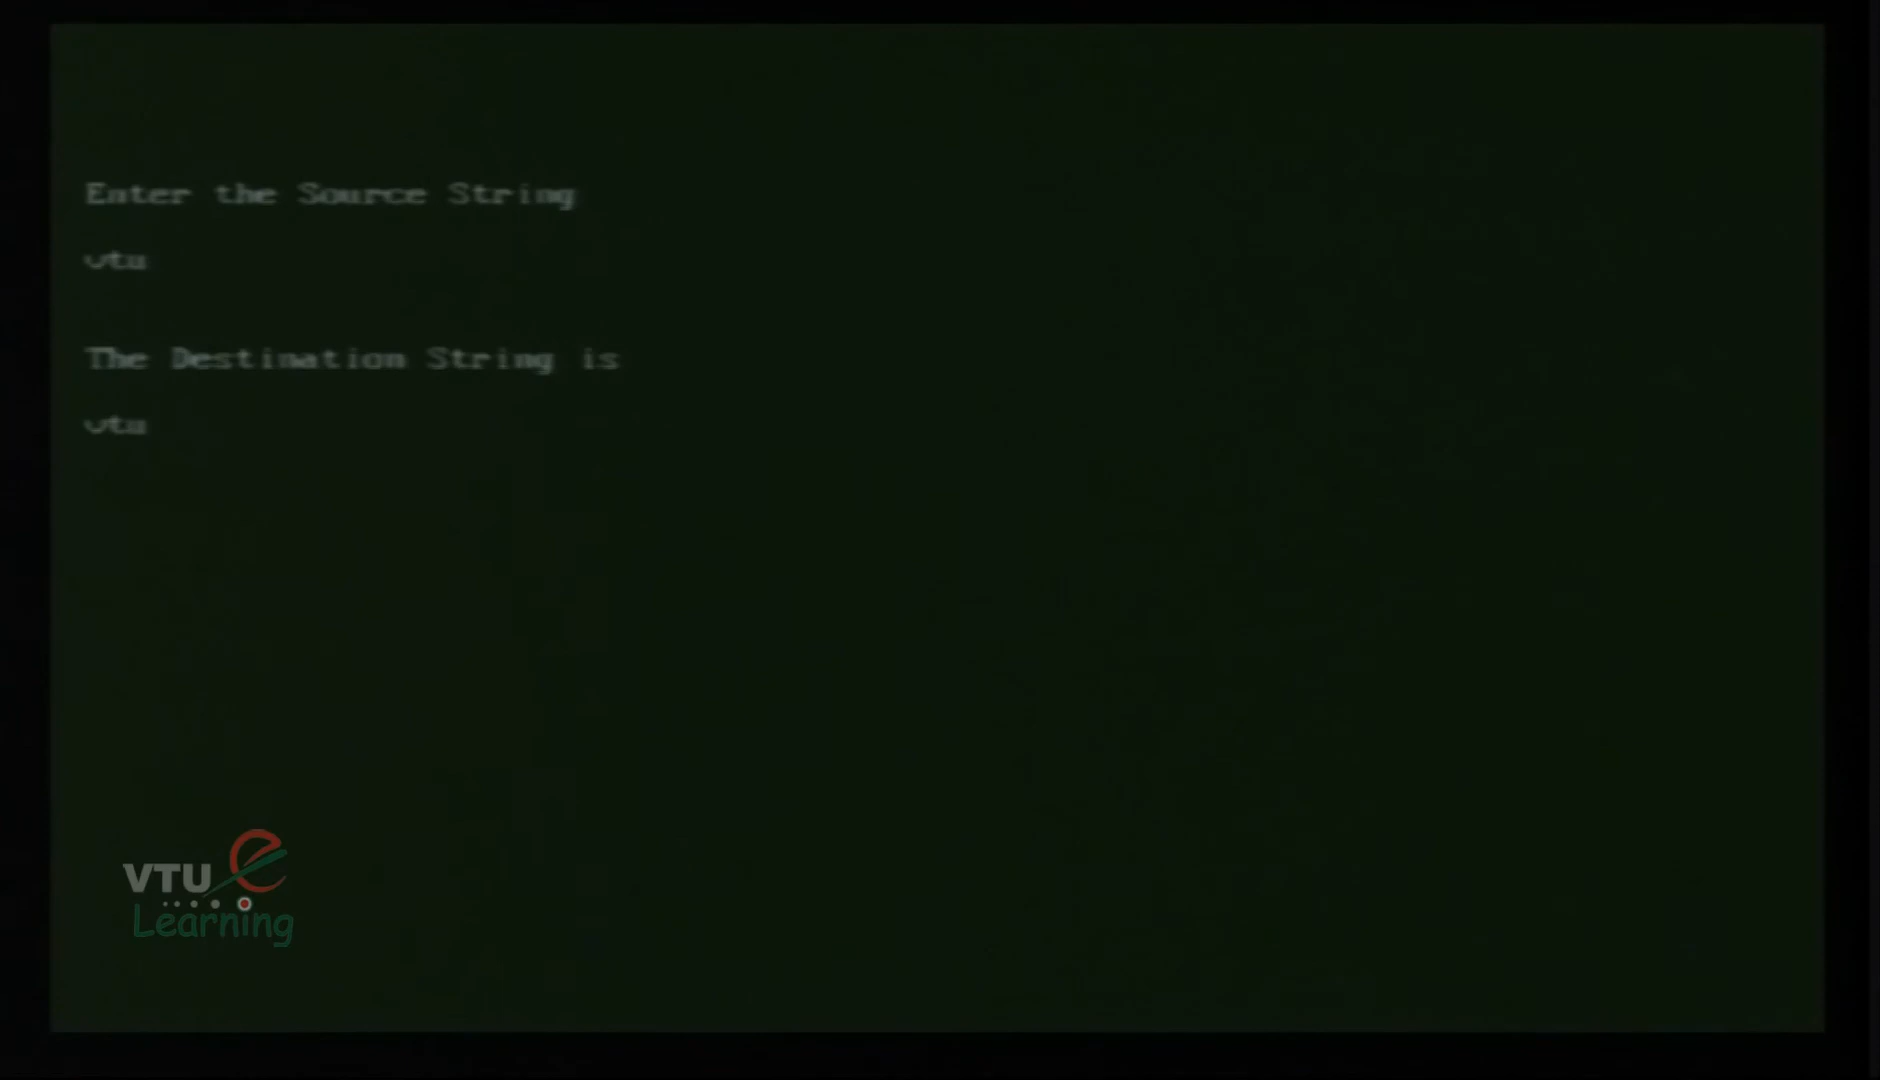 Enter the Source String
vtu
The Destination String is
vtu
VTU e
Learning